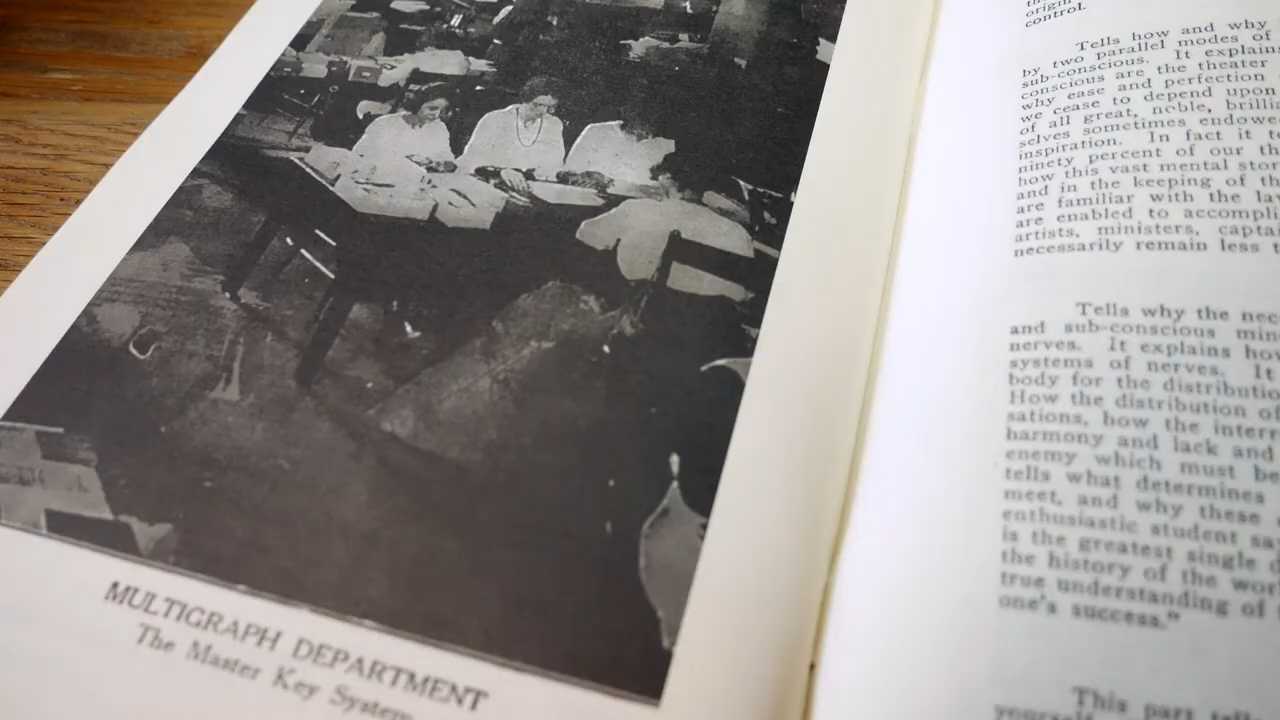 MULTIGRAPH DEPARTMENT
The Master Key System
origin
control.
Tells how and why
by two parallel modes of
sub-conscious. It explains
conscious are the theater
why ease and perfection
we cease to depend upon
of all great, noble, brilli
selves sometimes endowe
inspiration. In fact it t
ninety percent of our th
how this vast mental stor
and in the keeping of th
are familiar with the la
are enabled to accompli
artists, ministers, capta
necessarily remain less t
Tells why the nec
and sub-conscious min
nerves. It explains how
systems of nerves. It
body for the distributio
How the distribution of
sations, how the inter
harmony and lack and
enemy which must be
tells what determines
meet, and why these
enthusiastic student sa
is the greatest single d
the history of the wor
true understanding of
one's success."
This part tell
yourself